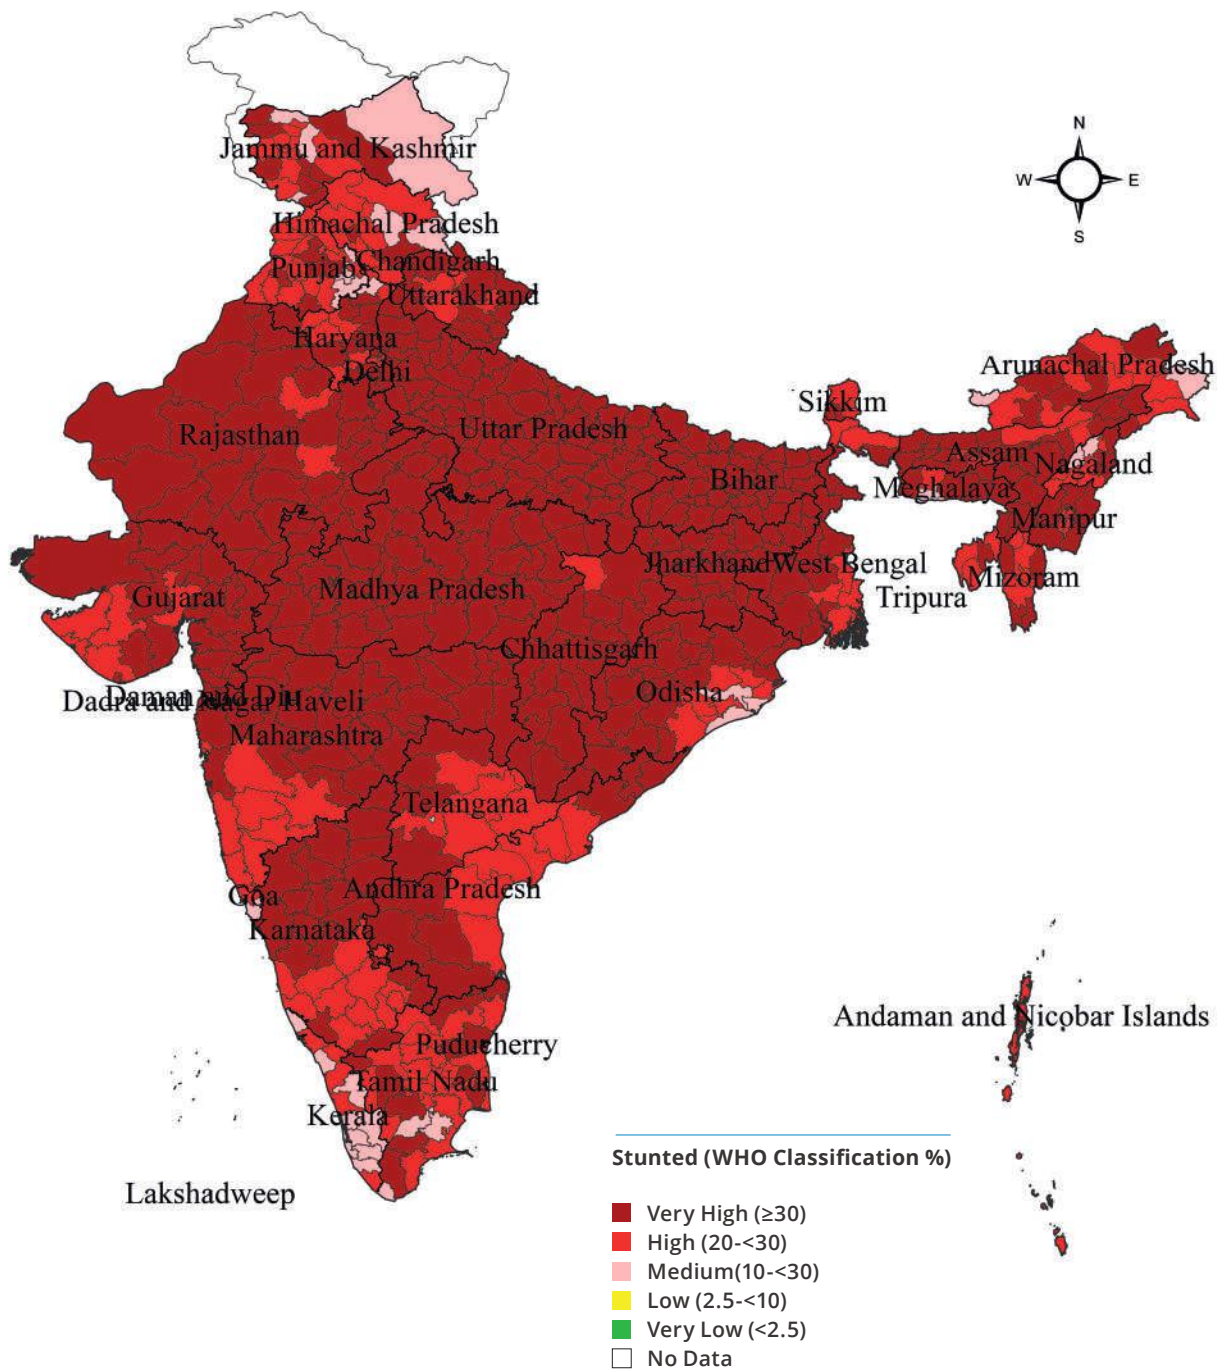 N
W
E
S
Jammu and Kashmir
Himachal Pradesh
Chandigarh
Punjab
Uttarakhand
Haryana
Delhi
Arunachal Pradesh
Sikkim
Rajasthan
Uttar Pradesh
Assam
Nagaland
Bihar
Meghalaya
Manipur
Jharkhand
West Bengal
Mizoram
Madhya Pradesh
Gujarat
Tripura
Chhattisgarh
Odisha
Daman and Diu
Dadra and Nagar Haveli
Maharashtra
Telangana
Andhra Pradesh
Goa
Karnataka
Andaman and Nicobar Islands
Puducherry
Tamil Nadu
Kerala
Lakshadweep
Stunted (WHO Classification %)
Very High (≥30)
High (20-<30)
Medium(10-<30)
Low (2.5-<10)
Very Low (<2.5)
No Data